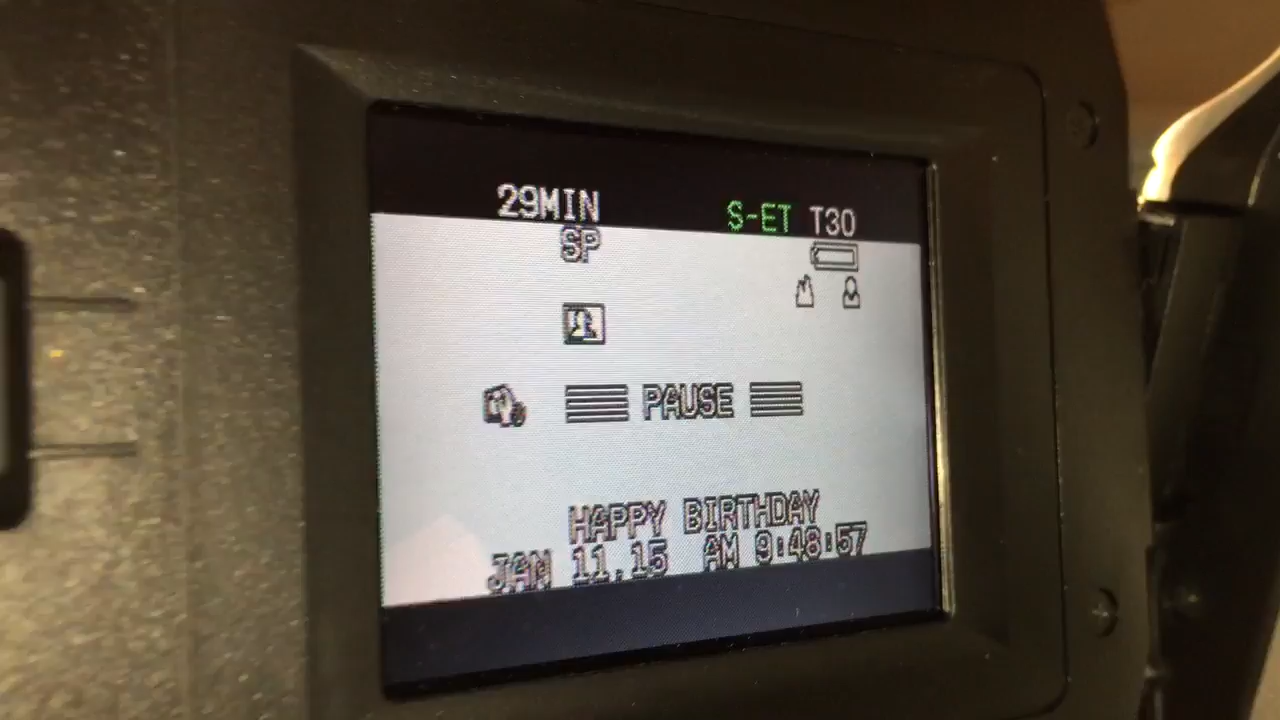 29MIN S-ET T30
SP
PAUSE
HAPPY BIRTHDAY
JAN 11.15 AM 9:48:57